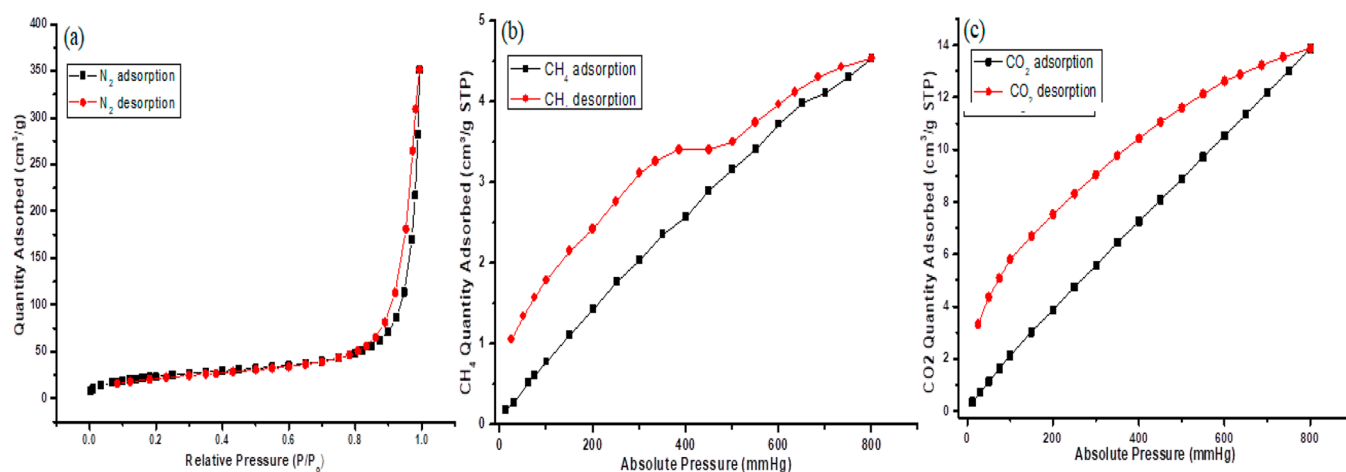 (a)
N2 adsorption
N2 desorption
Quantity Adsorbed (cm³/g)
400
350
300
250
200
150
100
50
0
0.0 0.2 0.4 0.6 0.8 1.0
Relative Pressure (P/P0)
(b)
CH4 adsorption
CH. desorption
CH4 Quantity Adsorbed (cm³/g STP)
5
4
3
2
1
0
0 200 400 600 800
Absolute Pressure (mmHg)
(c)
CO2 adsorption
CO2 desorption
CO2 Quantity Adsorbed (cm³/g STP)
14
12
10
8
6
4
2
0
0 200 400 600 800
Absolute Pressure (mmHg)